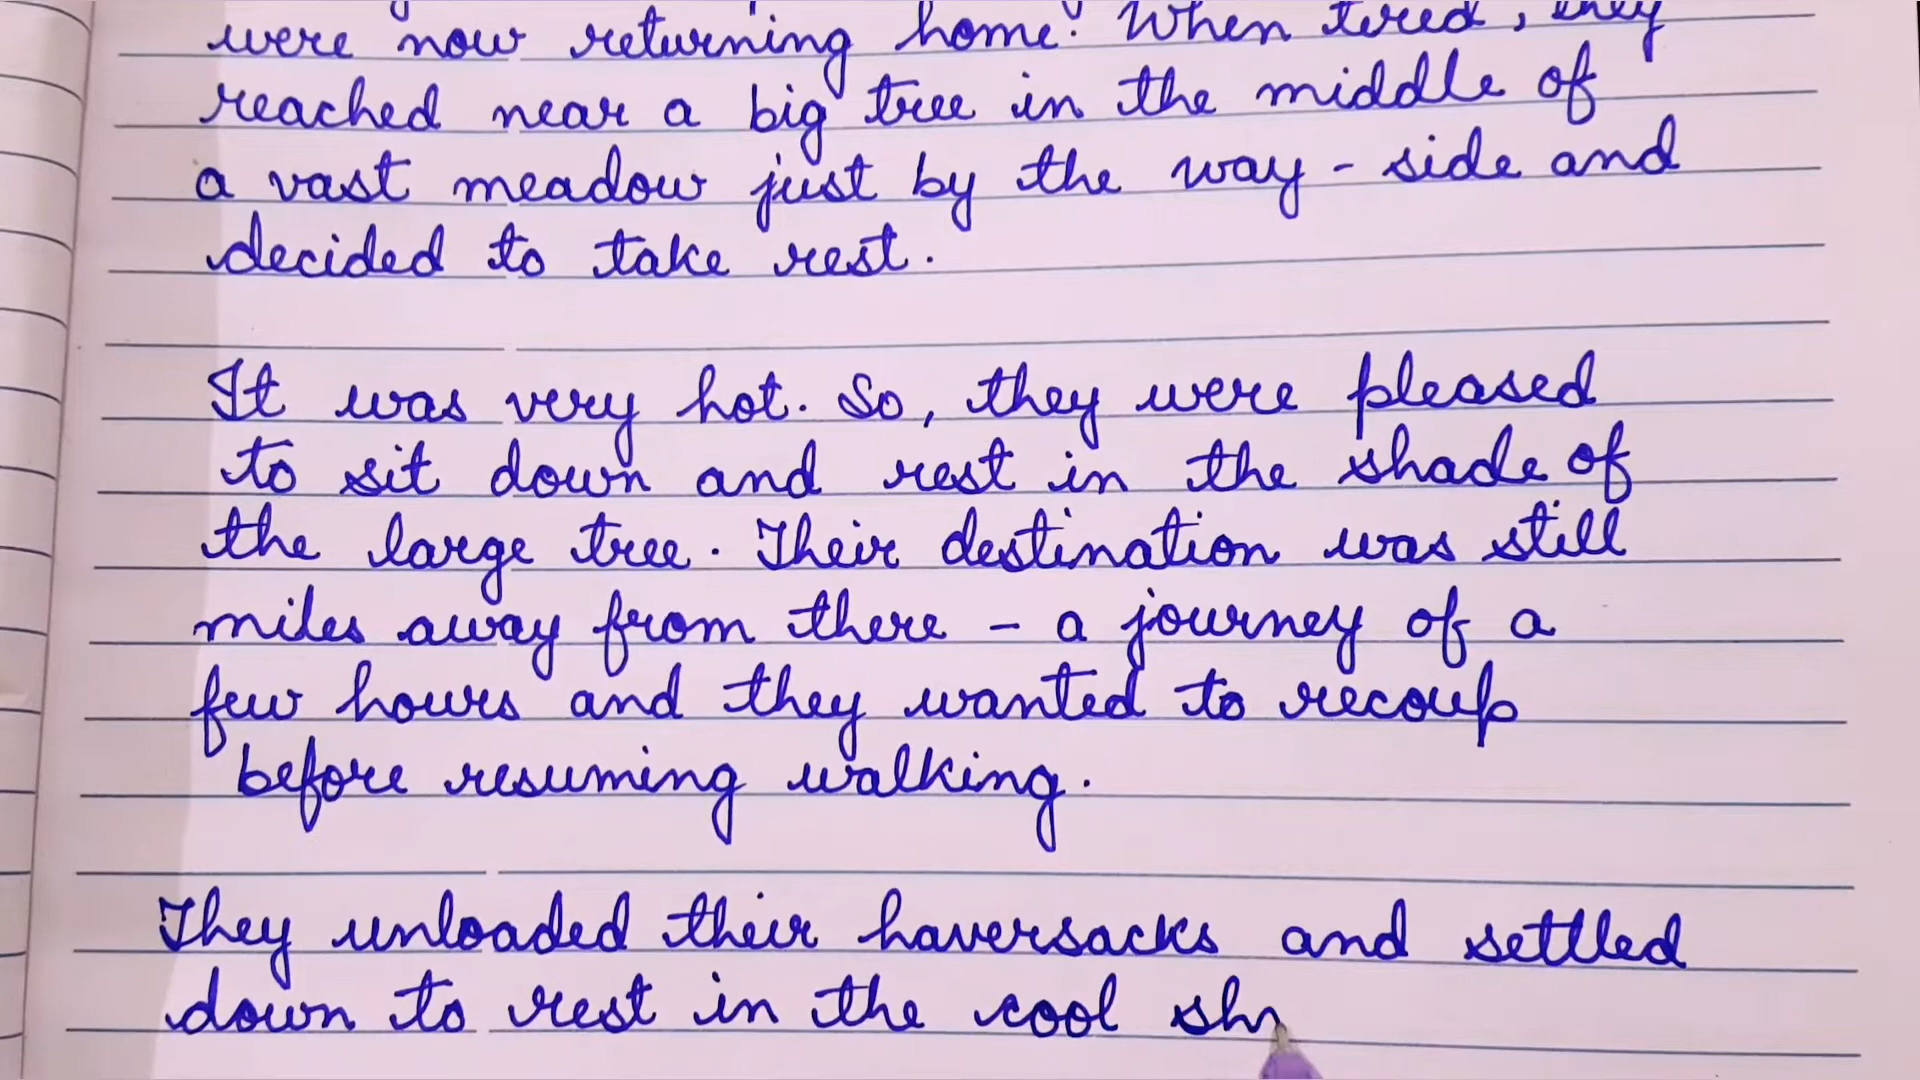 were now returning home. When tired, they
reached near a big tree in the middle of
a vast meadow just by the way - side and
decided to take rest.
It was very hot. So, they were pleased
to sit down and rest in the shade of
the large tree. Their destination was still
miles away from there - a journey of a
few hours and they wanted to recoup
before resuming walking.
They unloaded their haversacks and settled
down to rest in the cool